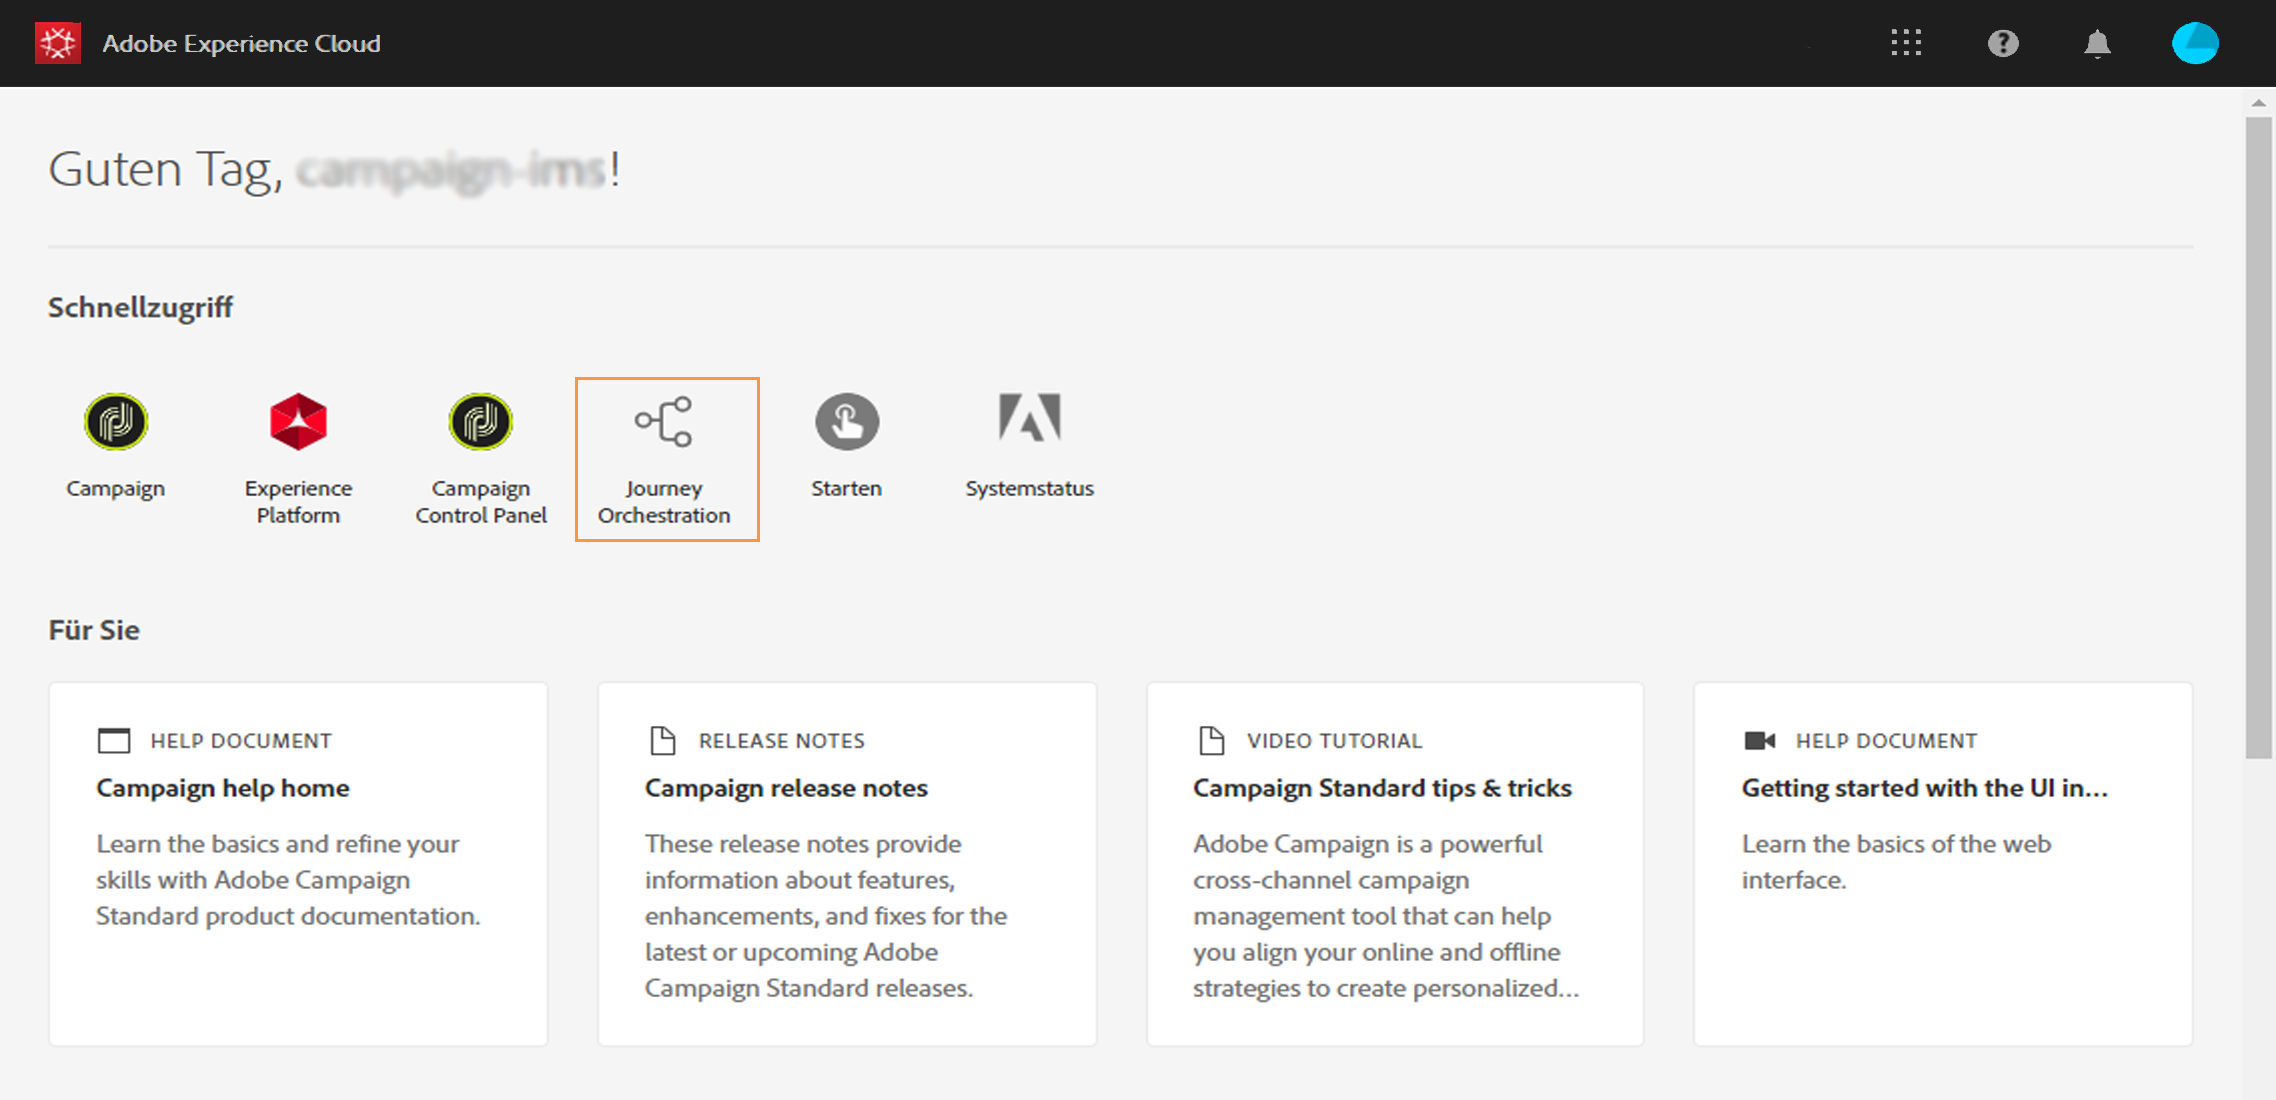 Adobe Experience Cloud
Guten Tag, campaign-ims!
Schnellzugriff
Campaign
Experience
Platform
Campaign
Control Panel
Journey
Orchestration
Starten
Systemstatus
Für Sie
HELP DOCUMENT
Campaign help home
Learn the basics and refine your
skills with Adobe Campaign
Standard product documentation.
RELEASE NOTES
Campaign release notes
These release notes provide
information about features,
enhancements, and fixes for the
latest or upcoming Adobe
Campaign Standard releases.
VIDEO TUTORIAL
Campaign Standard tips & tricks
Adobe Campaign is a powerful
cross-channel campaign
management tool that can help
you align your online and offline
strategies to create personalized...
HELP DOCUMENT
Getting started with the UI in...
Learn the basics of the web
interface.